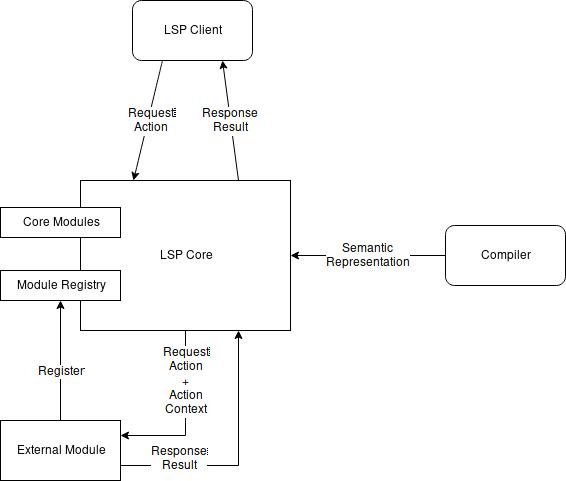 LSP Client
Request
Action
Response
Result
Core Modules
LSP Core
Semantic
Representation
Compiler
Module Registry
Request
Action
+
Action
Context
Register
External Module
Response
Result